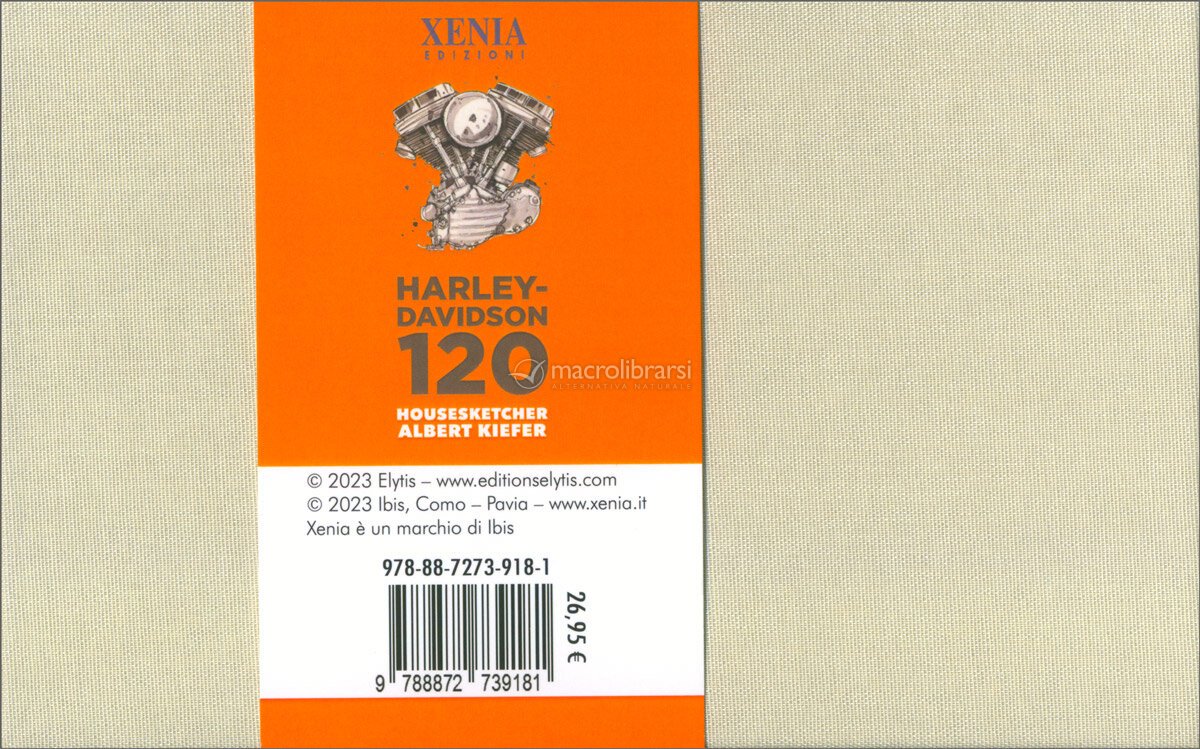 XENIA
EDIZIONI
HARLEY-
DAVIDSON
120
macrolibrarsi
ALTERNATIVA NATURALE
HOUSESKETCHER
ALBERT KIEFER
© 2023 Elytis – www.editionselytis.com
© 2023 Ibis, Como – Pavia – www.xenia.it
Xenia è un marchio di Ibis
978-88-7273-918-1
26,95 €
9 788872 739181